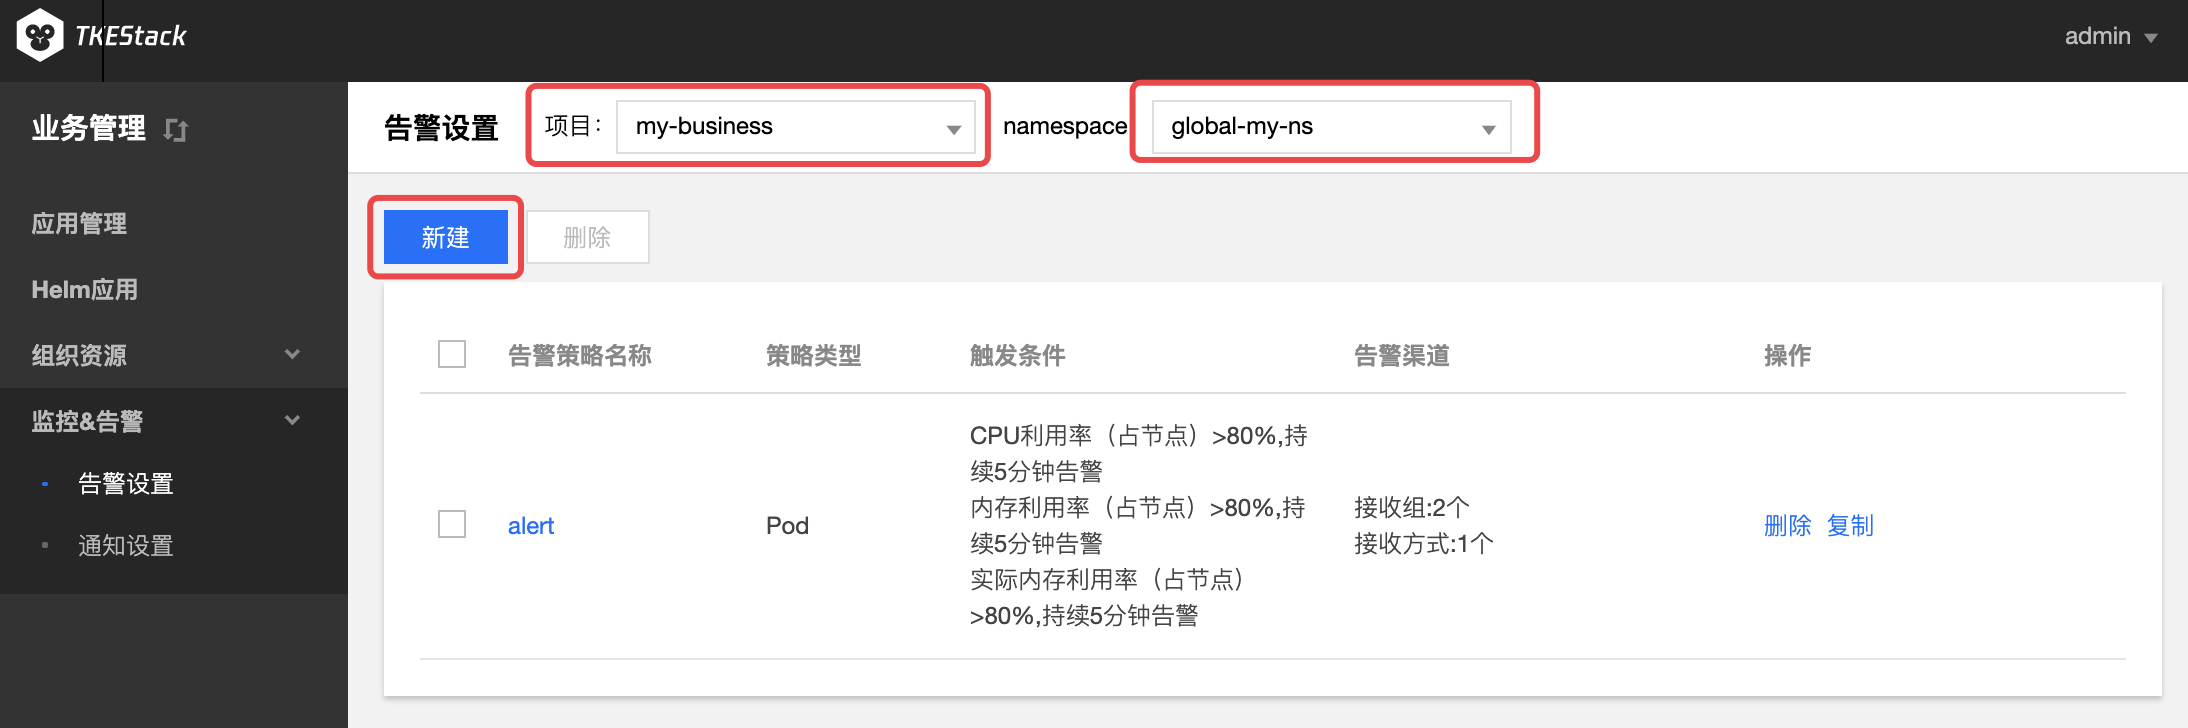 TKEStack
admin
业务管理
告警设置 项目: my-business namespace global-my-ns
应用管理
Helm应用
组织资源
监控&告警
告警设置
通知设置
新建 删除
告警策略名称 策略类型 触发条件 告警渠道 操作
alert Pod
CPU利用率（占节点）>80%,持
续5分钟告警
内存利用率（占节点）>80%,持
续5分钟告警
实际内存利用率（占节点）
>80%,持续5分钟告警
接收组:2个
接收方式:1个
删除 复制